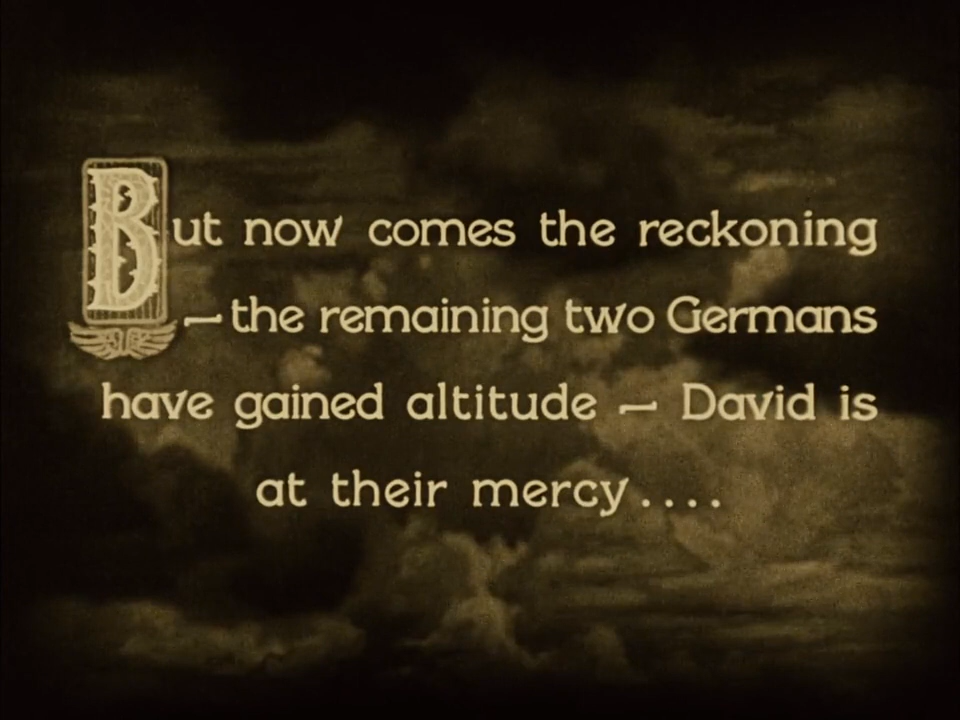 But now comes the reckoning
—the remaining two Germans
have gained altitude — David is
at their mercy....